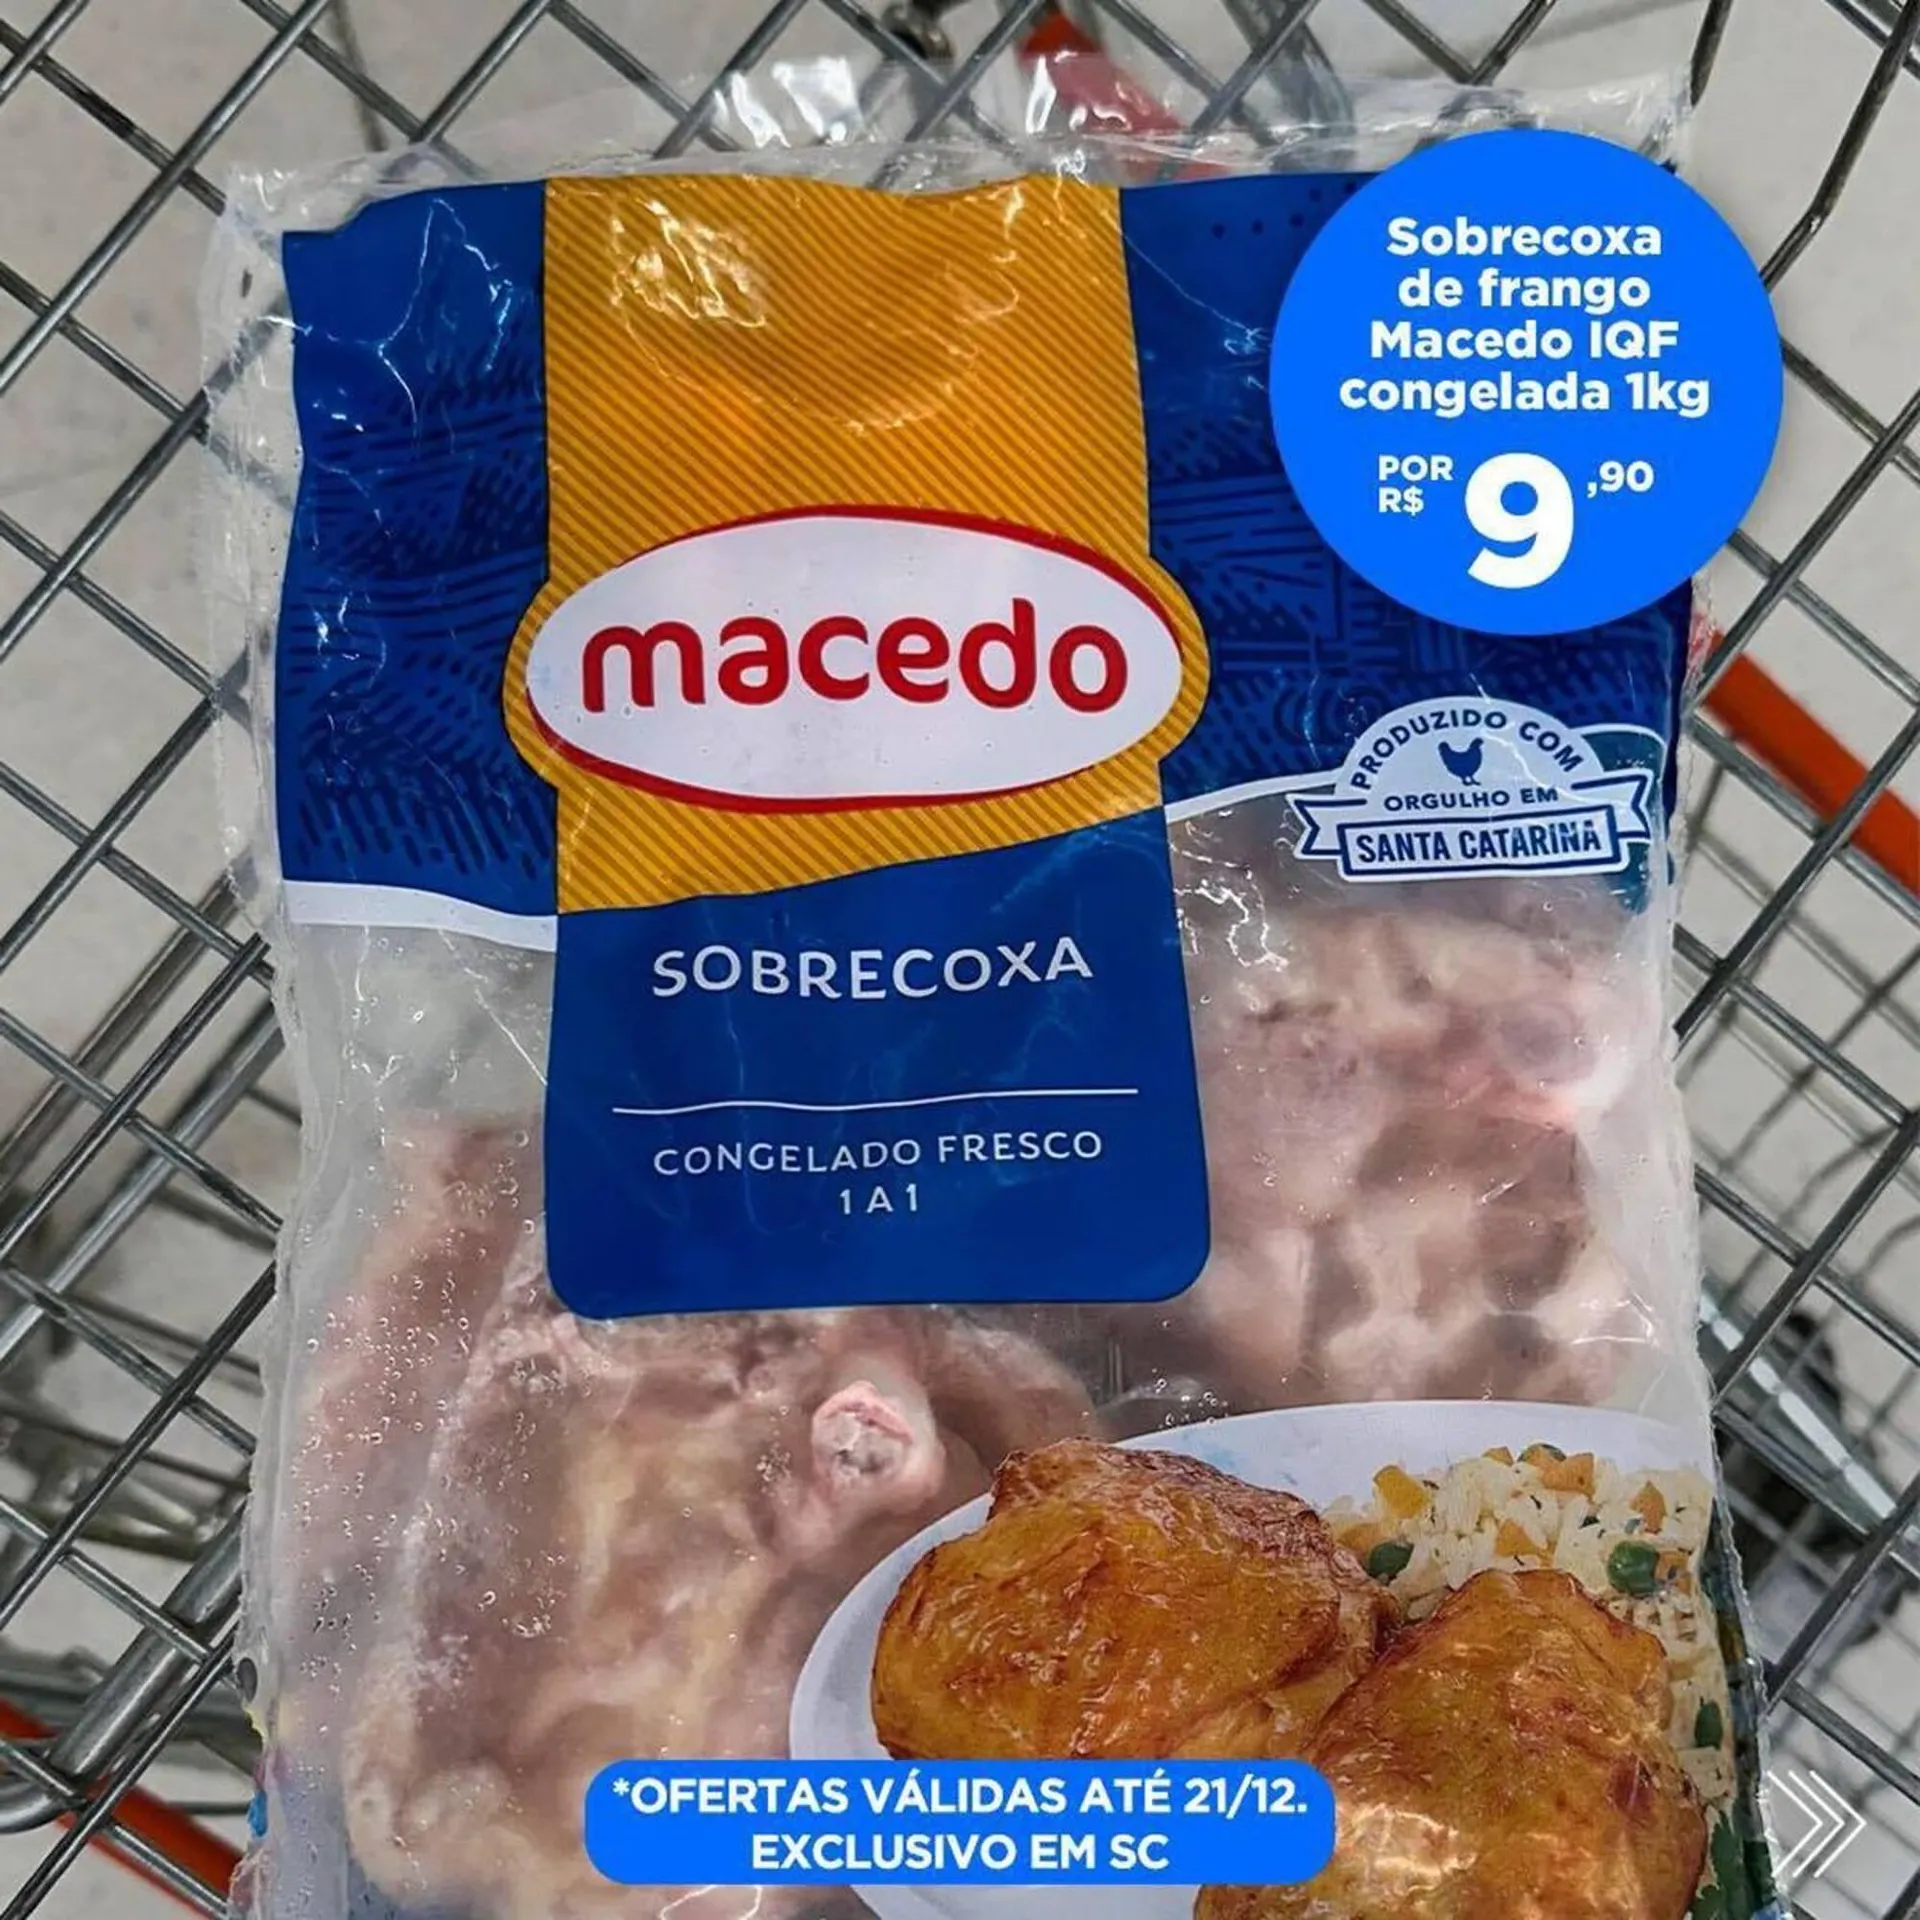 Sobrecoxa
de frango
Macedo IQF
congelada 1kg
POR
R$ 9,90
macedo
PRODUZIDO COM
ORGULHO EM
SANTA CATARINA
SOBRECOXA
CONGELADO FRESCO
1 A 1
*OFERTAS VÁLIDAS ATÉ 21/12.
EXCLUSIVO EM SC